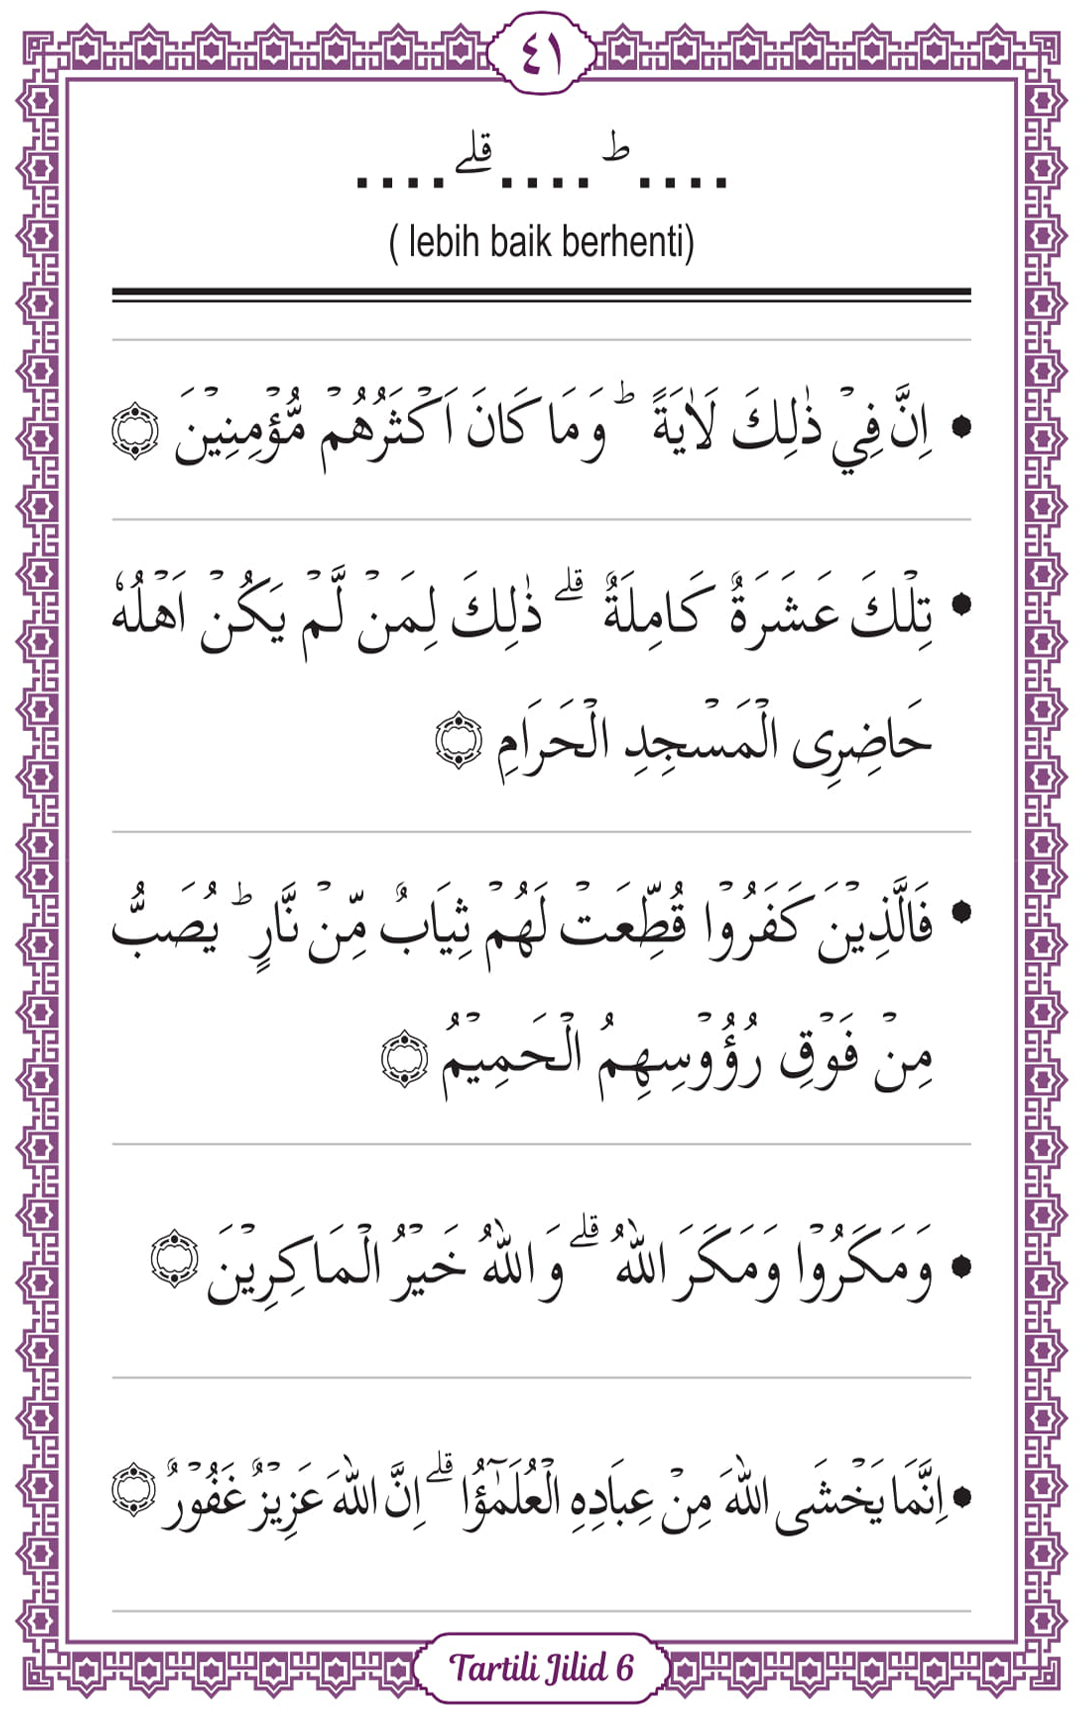 ٤١
.... ط .... قلے ....
( lebih baik berhenti)
• اِنَّ فِيْ ذٰلِكَ لَاٰيَةً ۗ وَمَا كَانَ اَكْثَرُهُمْ مُّؤْمِنِيْنَ ۝
• تِلْكَ عَشَرَةٌ كَامِلَةٌ ۗ ذٰلِكَ لِمَنْ لَّمْ يَكُنْ اَهْلُهٗ
حَاضِرِى الْمَسْجِدِ الْحَرَامِ ۝
• فَالَّذِيْنَ كَفَرُوْا قُطِّعَتْ لَهُمْ ثِيَابٌ مِّنْ نَّارٍ ؕ يُصَبُّ
مِنْ فَوْقِ رُؤُوْسِهِمُ الْحَمِيْمُ ۝
• وَمَكَرُوْا وَمَكَرَ اللّٰهُ ۗ وَاللّٰهُ خَيْرُ الْمَاكِرِيْنَ ۝
• اِنَّمَا يَخْشَى اللّٰهَ مِنْ عِبَادِهِ الْعُلَمٰٓؤُا ۗ اِنَّ اللّٰهَ عَزِيْزٌ غَفُوْرٌ ۝
Tartili Jilid 6